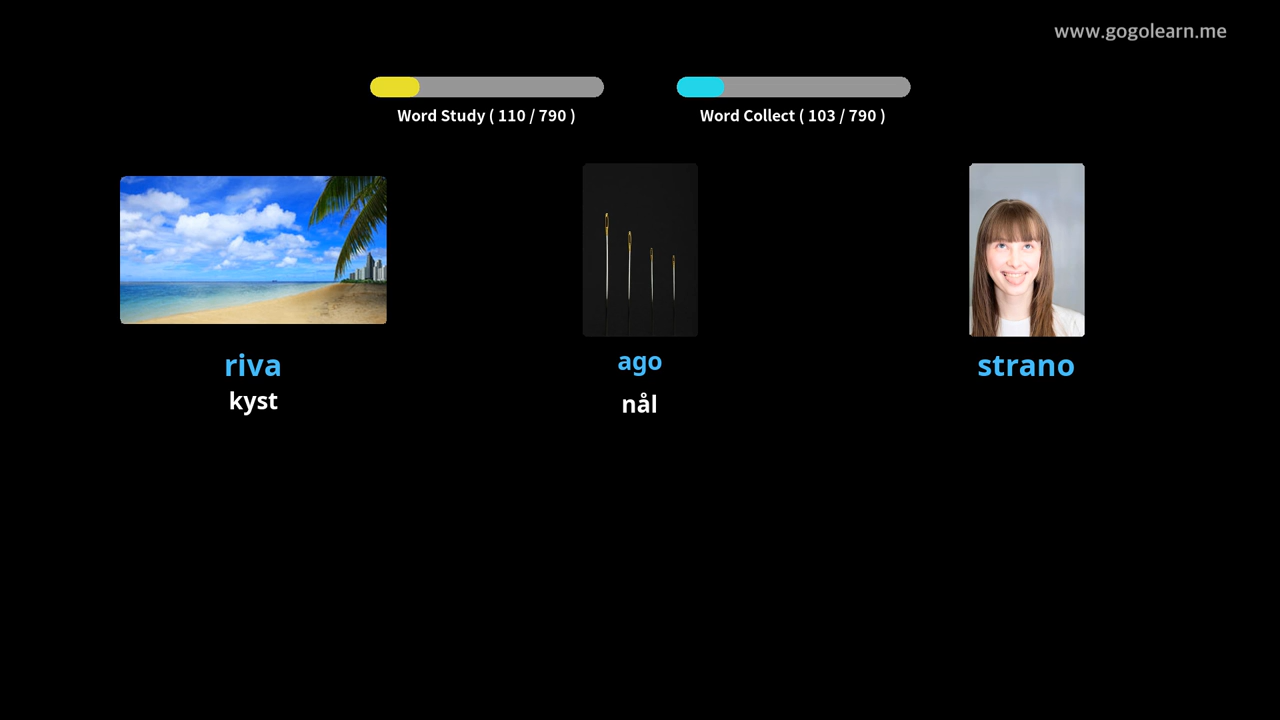 www.gogolearn.me
Word Study ( 110 / 790 )
Word Collect ( 103 / 790 )
riva
kyst
ago
nål
strano